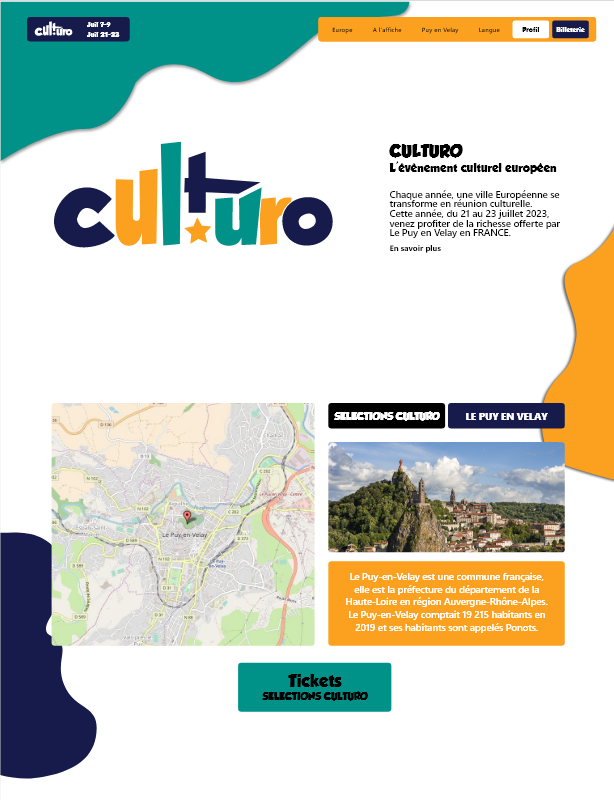 culturo
Juil 7-9
Juil 21-23
Europe
A l'affiche
Puy en Velay
Langue
Profil
Billeterie
culturo
CULTURO
L'évènement culturel européen
Chaque année, une ville Européenne se
transforme en réunion culturelle.
Cette année, du 21 au 23 juillet 2023,
venez profiter de la richesse offerte par
Le Puy en Velay en FRANCE.
En savoir plus
SELECTIONS CULTURO
LE PUY EN VELAY
Le Puy-en-Velay
Le Puy-en-Velay est une commune française,
elle est la préfecture du département de la
Haute-Loire en région Auvergne-Rhône-Alpes.
Le Puy-en-Velay comptait 19 215 habitants en
2019 et ses habitants sont appelés Ponots.
Tickets
SELECTIONS CULTURO